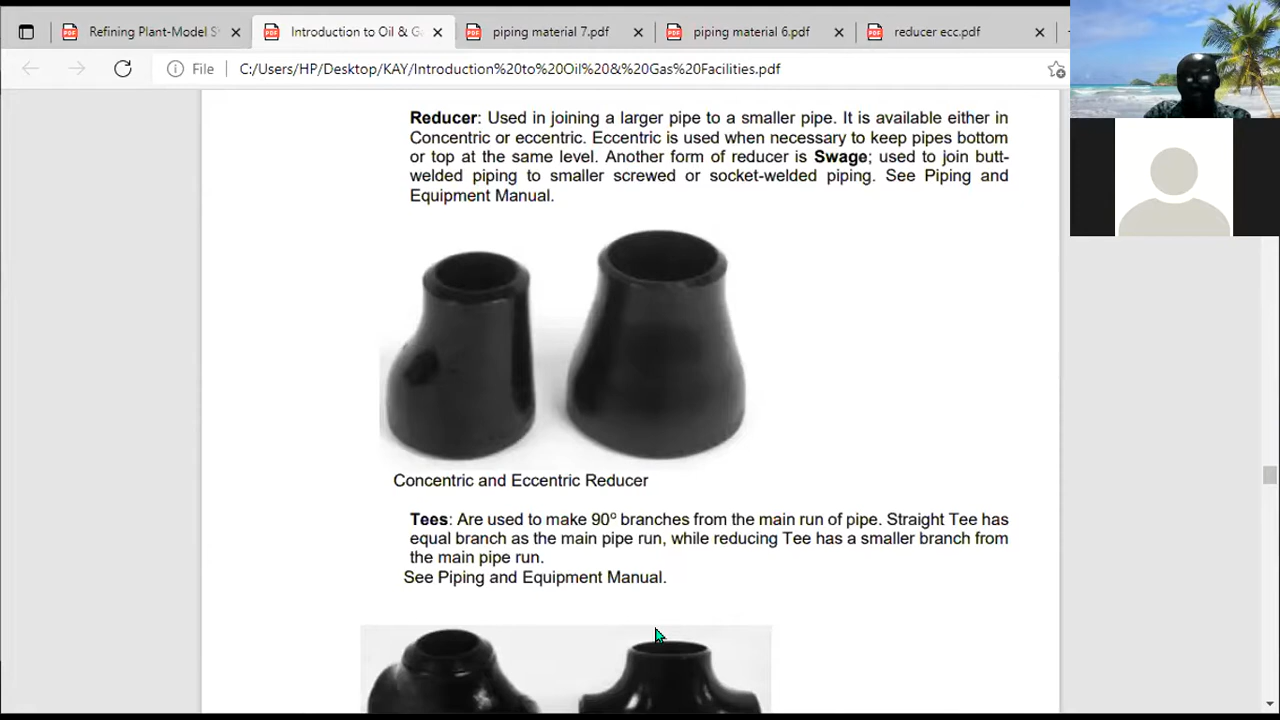 Refining Plant-Model S
Introduction to Oil & G
piping material 7.pdf
piping material 6.pdf
reducer ecc.pdf
File
C:/Users/HP/Desktop/KAY/Introduction%20to%20Oil%20&%20Gas%20Facilities.pdf
Reducer: Used in joining a larger pipe to a smaller pipe. It is available either in
Concentric or eccentric. Eccentric is used when necessary to keep pipes bottom
or top at the same level. Another form of reducer is Swage; used to join butt-
welded piping to smaller screwed or socket-welded piping. See Piping and
Equipment Manual.
Concentric and Eccentric Reducer
Tees: Are used to make 90º branches from the main run of pipe. Straight Tee has
equal branch as the main pipe run, while reducing Tee has a smaller branch from
the main pipe run.
See Piping and Equipment Manual.